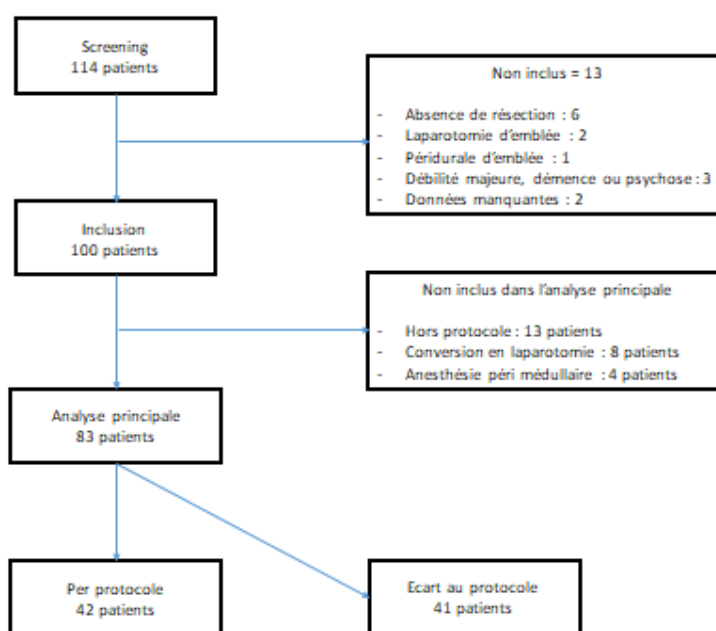 Screening
114 patients
Non inclus = 13
- Absence de résection : 6
- Laparotomie d'emblée : 2
- Péridurale d'emblée : 1
- Débilité majeure, démence ou psychose : 3
- Données manquantes : 2
Inclusion
100 patients
Non inclus dans l'analyse principale
- Hors protocole : 13 patients
- Conversion en laparotomie : 8 patients
- Anesthésie péri médullaire : 4 patients
Analyse principale
83 patients
Per protocole
42 patients
Ecart au protocole
41 patients